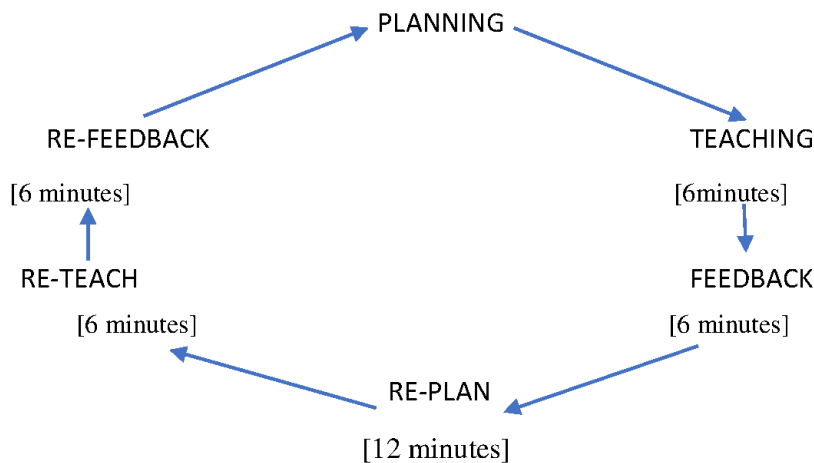 PLANNING
RE-FEEDBACK
TEACHING
[6 minutes]
[6minutes]
RE-TEACH
FEEDBACK
[6 minutes]
[6 minutes]
RE-PLAN
[12 minutes]